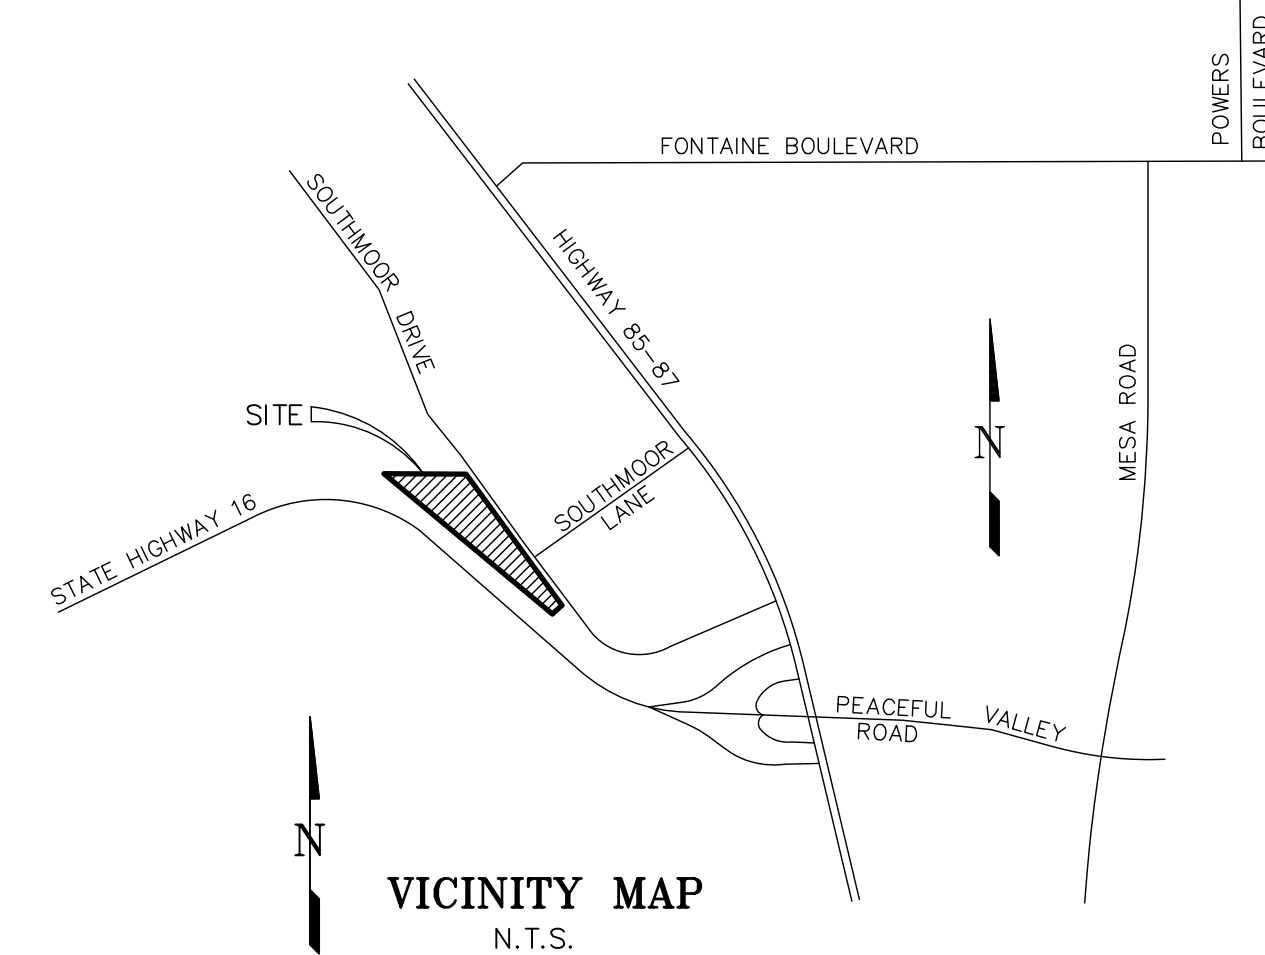 POWERS
BOULEVARD
FONTAINE BOULEVARD
SOUTHMOOR DRIVE
HIGHWAY 85-87
MESA ROAD
SITE
N
SOUTHMOOR
LANE
STATE HIGHWAY 16
PEACEFUL VALLEY
ROAD
N
VICINITY MAP
N.T.S.